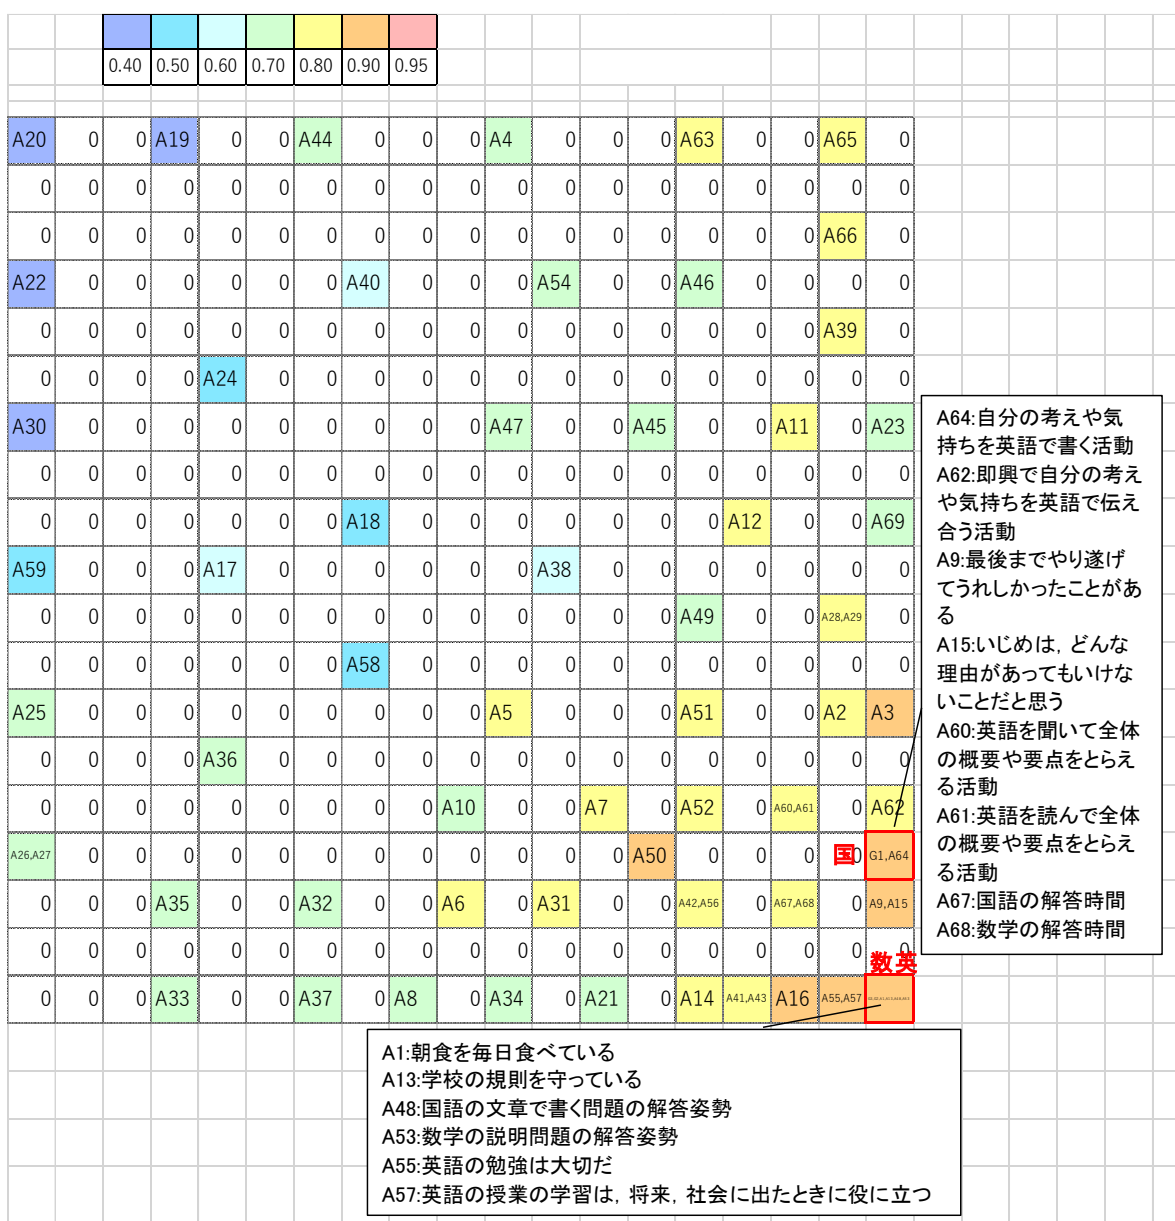 0.40 0.50 0.60 0.70 0.80 0.90 0.95
A20 0 0 A19 0 0 A44 0 0 0 A4 0 0 0 A63 0 0 A65 0
0 0 0 0 0 0 0 0 0 0 0 0 0 0 0 0 0 0 0
0 0 0 0 0 0 0 0 0 0 0 0 0 0 0 0 0 A66 0
A22 0 0 0 0 0 0 A40 0 0 0 A54 0 0 A46 0 0 0 0
0 0 0 0 0 0 0 0 0 0 0 0 0 0 0 0 0 A39 0
0 0 0 0 A24 0 0 0 0 0 0 0 0 0 0 0 0 0 0
A30 0 0 0 0 0 0 0 0 0 A47 0 0 A45 0 0 A11 0 A23
0 0 0 0 0 0 0 0 0 0 0 0 0 0 0 0 0 0 0
0 0 0 0 0 0 0 A18 0 0 0 0 0 0 0 A12 0 0 A69
A59 0 0 0 A17 0 0 0 0 0 0 A38 0 0 0 0 0 0 0
0 0 0 0 0 0 0 0 0 0 0 0 0 0 A49 0 0 A28,A29 0
0 0 0 0 0 0 0 A58 0 0 0 0 0 0 0 0 0 0 0
A25 0 0 0 0 0 0 0 0 0 A5 0 0 0 A51 0 0 A2 A3
0 0 0 0 A36 0 0 0 0 0 0 0 0 0 0 0 0 0 0
0 0 0 0 0 0 0 0 0 A10 0 0 A7 0 A52 0 A60,A61 0 A62
A26,A27 0 0 0 0 0 0 0 0 0 0 0 0 A50 0 0 0 国 0 G1,A64
0 0 0 A35 0 0 A32 0 0 A6 0 A31 0 0 A42,A56 0 A67,A68 0 A9,A15
0 0 0 0 0 0 0 0 0 0 0 0 0 0 0 0 0 0 0
数英
0 0 0 A33 0 0 A37 0 A8 0 A34 0 A21 0 A14 A41,A43 A16 A55,A57
A64:自分の考えや気
持ちを英語で書く活動
A62:即興で自分の考え
や気持ちを英語で伝え
合う活動
A9:最後までやり遂げ
てうれしかったことがあ
る
A15:いじめは，どんな
理由があってもいけな
いことだと思う
A60:英語を聞いて全体
の概要や要点をとらえ
る活動
A61:英語を読んで全体
の概要や要点をとらえ
る活動
A67:国語の解答時間
A68:数学の解答時間
A1:朝食を毎日食べている
A13:学校の規則を守っている
A48:国語の文章で書く問題の解答姿勢
A53:数学の説明問題の解答姿勢
A55:英語の勉強は大切だ
A57:英語の授業の学習は，将来，社会に出たときに役に立つ